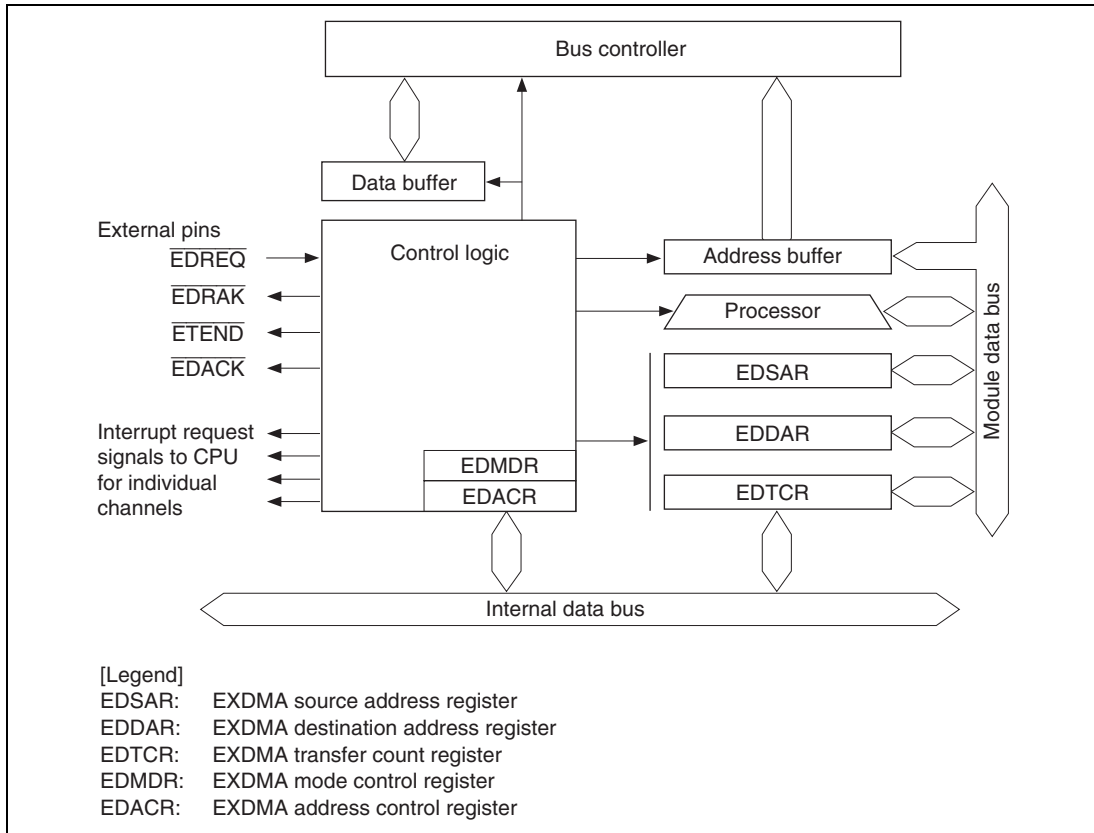 Bus controller
Data buffer
External pins
EDREQ
EDRAK
ETEND
EDACK
Interrupt request
signals to CPU
for individual
channels
Control logic
EDMDR
EDACR
Address buffer
Processor
EDSAR
EDDAR
EDTCR
Module data bus
Internal data bus
[Legend]
EDSAR: EXDMA source address register
EDDAR: EXDMA destination address register
EDTCR: EXDMA transfer count register
EDMDR: EXDMA mode control register
EDACR: EXDMA address control register